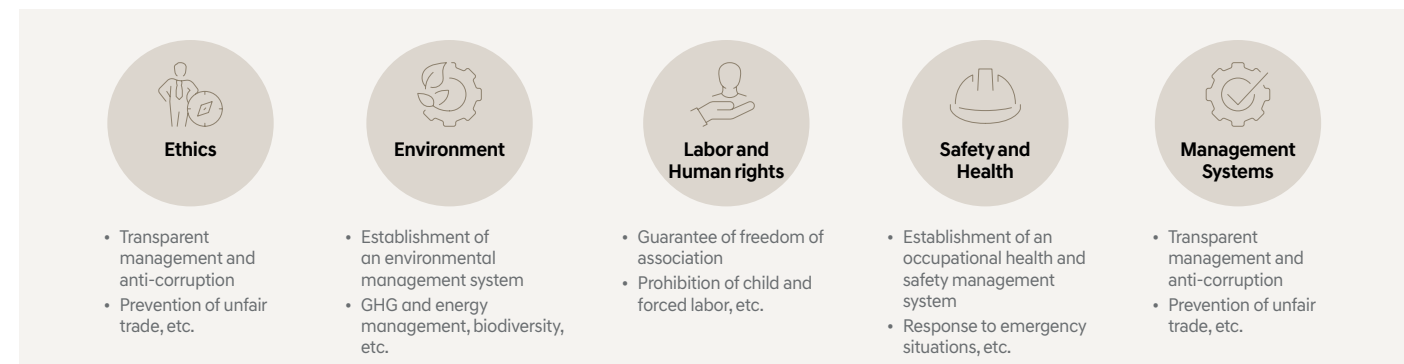 Ethics
• Transparent
management and
anti-corruption
• Prevention of unfair
trade, etc.
Environment
• Establishment of
an environmental
management system
• GHG and energy
management, biodiversity,
etc.
Labor and
Human rights
• Guarantee of freedom of
association
• Prohibition of child and
forced labor, etc.
Safety and
Health
• Establishment of an
occupational health and
safety management
system
• Response to emergency
situations, etc.
Management
Systems
• Transparent
management and
anti-corruption
• Prevention of unfair
trade, etc.